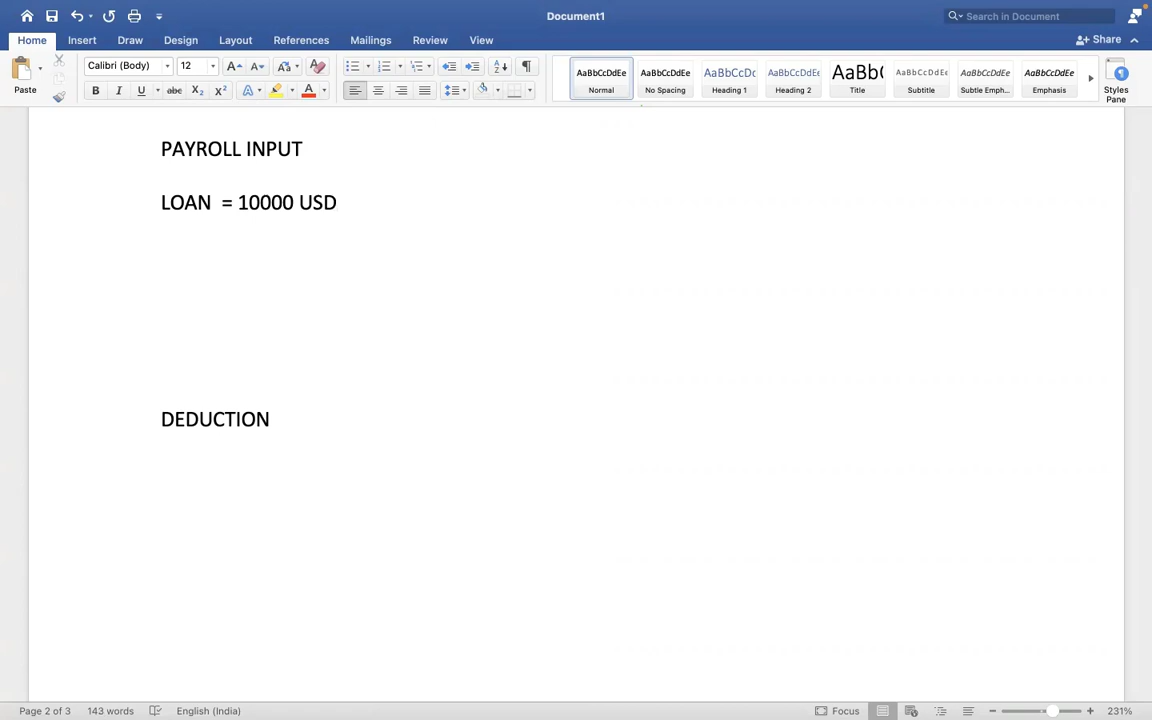 Document1
Search in Document
Home Insert Draw Design Layout References Mailings Review View
Share
Paste
Calibri (Body) 12
AaBbCcDdEe AaBbCcDdEe AaBbCcDc AaBbCcDdEe AaBb( AaBbCcDdEe AaBbCcDdEe AaBbCcDdEe
Normal No Spacing Heading 1 Heading 2 Title Subtitle Subtle Emph... Emphasis
Styles
Pane
PAYROLL INPUT
LOAN = 10000 USD
DEDUCTION
Page 2 of 3 143 words English (India)
Focus
231%